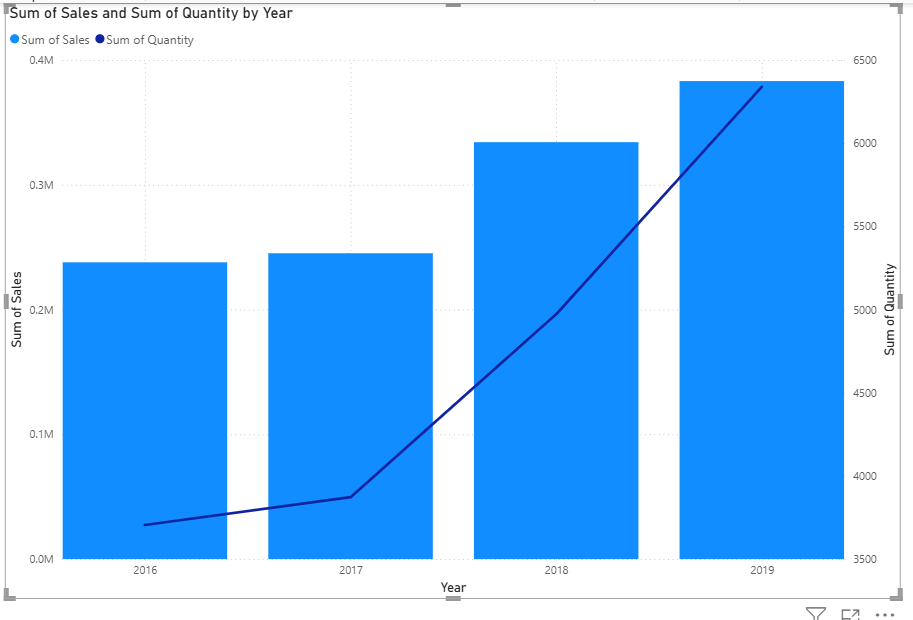 Sum of Sales and Sum of Quantity by Year
Sum of Sales Sum of Quantity
0.4M
0.3M
0.2M
0.1M
0.0M
Sum of Sales
6500
6000
5500
5000
4500
4000
3500
Sum of Quantity
2016 2017 2018 2019
Year